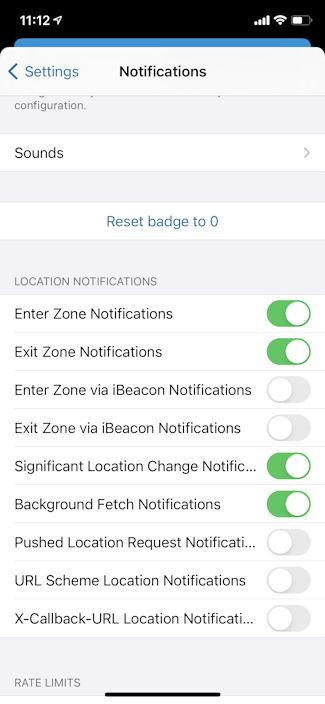 11:12
Settings
Notifications
configuration.
Sounds
Reset badge to 0
LOCATION NOTIFICATIONS
Enter Zone Notifications
Exit Zone Notifications
Enter Zone via iBeacon Notifications
Exit Zone via iBeacon Notifications
Significant Location Change Notific...
Background Fetch Notifications
Pushed Location Request Notificati...
URL Scheme Location Notifications
X-Callback-URL Location Notificati...
RATE LIMITS